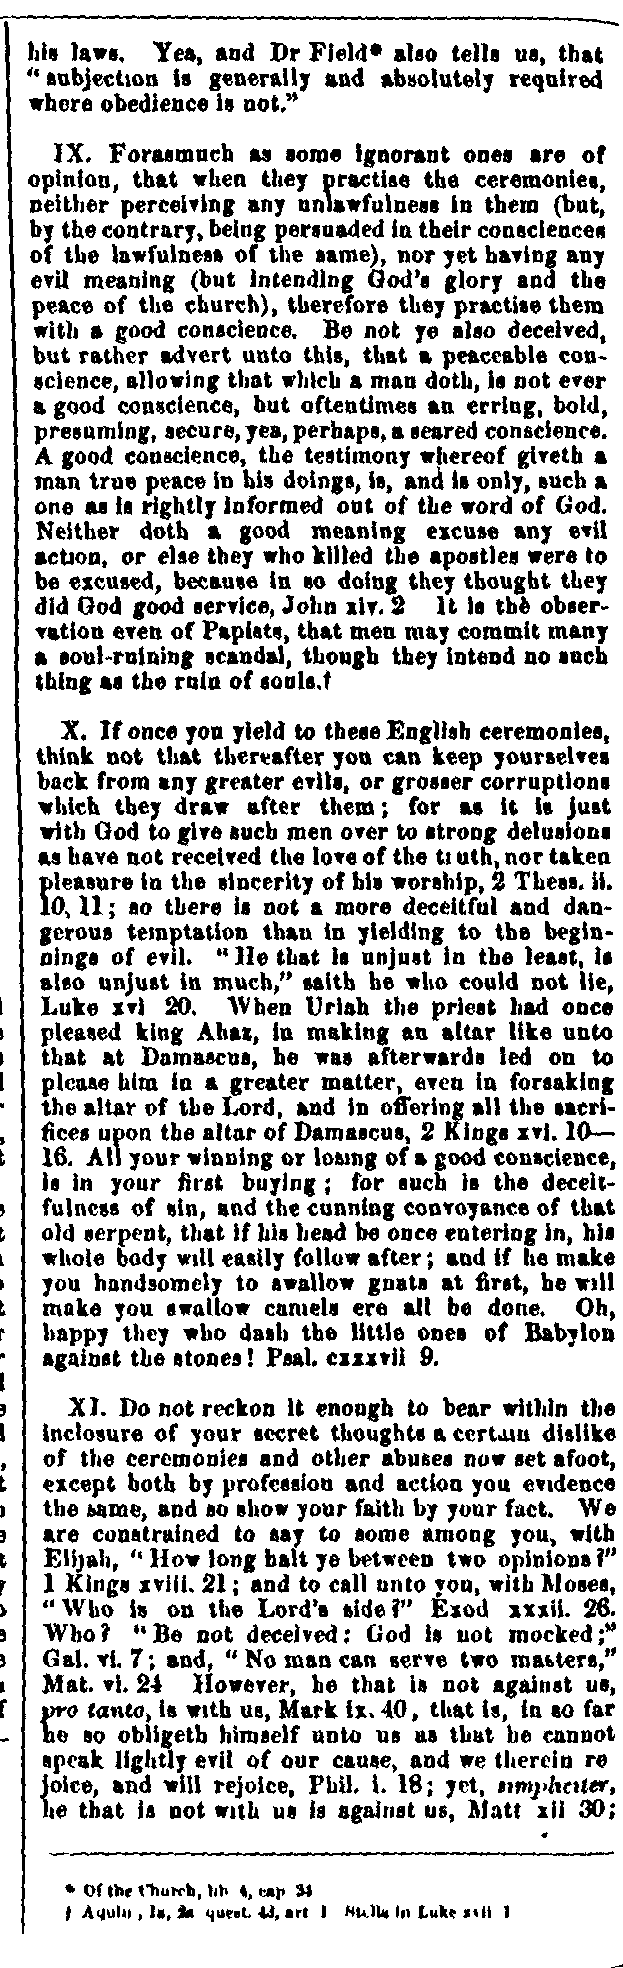 his laws. Yea, and Dr Field* also tells us, that
"subjection is generally and absolutely required
where obedience is not."
IX. Forasmuch as some ignorant ones are of
opinion, that when they practise the ceremonies,
neither perceiving any unlawfulness in them (but,
by the contrary, being persuaded in their consciences
of the lawfulness of the same), nor yet having any
evil meaning (but intending God's glory and the
peace of the church), therefore they practise them
with a good conscience. Be not ye also deceived,
but rather advert unto this, that a peaceable con-
science, allowing that which a man doth, is not ever
a good conscience, but oftentimes an erring, bold,
presuming, secure, yea, perhaps, a seared conscience.
A good conscience, the testimony whereof giveth a
man true peace in his doings, is, and is only, such a
one as is rightly informed out of the word of God.
Neither doth a good meaning excuse any evil
action, or else they who killed the apostles were to
be excused, because in so doing they thought they
did God good service, John xiv. 2 It is the obser-
vation even of Papists, that men may commit many
a soul-ruining scandal, though they intend no such
thing as the ruin of souls.†
X. If once you yield to these English ceremonies,
think not that thereafter you can keep yourselves
back from any greater evils, or grosser corruptions
which they draw after them; for as it is just
with God to give such men over to strong delusions
as have not received the love of the truth, nor taken
pleasure in the sincerity of his worship, 2 Thess. ii.
10, 11; so there is not a more deceitful and dan-
gerous temptation than in yielding to the begin-
nings of evil. "He that is unjust in the least, is
also unjust in much," saith he who could not lie,
Luke xvi 20. When Uriah the priest had once
pleased king Ahaz, in making an altar like unto
that at Damascus, he was afterwards led on to
please him in a greater matter, even in forsaking
the altar of the Lord, and in offering all the sacri-
fices upon the altar of Damascus, 2 Kings xvi. 10—
16. All your winning or losing of a good conscience,
is in your first buying; for such is the deceit-
fulness of sin, and the cunning convoyance of that
old serpent, that if his head be once entering in, his
whole body will easily follow after; and if he make
you handsomely to swallow gnats at first, he will
make you swallow camels ere all be done. Oh,
happy they who dash the little ones of Babylon
against the stones! Psal. cxxxvii 9.
XI. Do not reckon it enough to bear within the
inclosure of your secret thoughts a certain dislike
of the ceremonies and other abuses now set afoot,
except both by profession and action you evidence
the same, and so show your faith by your fact. We
are constrained to say to some among you, with
Elijah, "How long halt ye between two opinions?"
1 Kings xviii. 21; and to call unto you, with Moses,
"Who is on the Lord's side?" Exod xxxii. 26.
Who? "Be not deceived: God is not mocked;"
Gal. vi. 7; and, "No man can serve two masters,"
Mat. vi. 24 However, he that is not against us,
pro tanto, is with us, Mark ix. 40, that is, in so far
he so obligeth himself unto us as that he cannot
speak lightly evil of our cause, and we therein re
joice, and will rejoice, Phil. i. 18; yet, simpliciter,
he that is not with us is against us, Matt xii 30;
* Of the Church, lib 4, cap 34
† Aquin, 1a, 2a quest. 43, art 1 Stella in Luke xvii 1